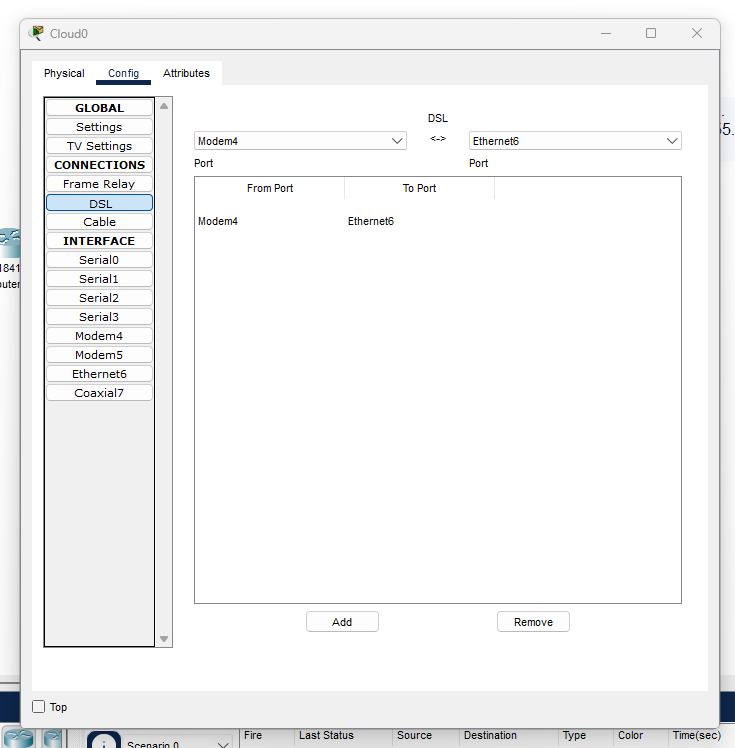 Cloud0
Physical Config Attributes
GLOBAL
Settings
TV Settings
CONNECTIONS
Frame Relay
DSL
Cable
INTERFACE
Serial0
Serial1
Serial2
Serial3
Modem4
Modem5
Ethernet6
Coaxial7
DSL
Modem4 <-> Ethernet6
Port Port
From Port To Port
Modem4 Ethernet6
Add Remove
Top
1841
Scenario 0
Fire Last Status Source Destination Type Color Time(sec)